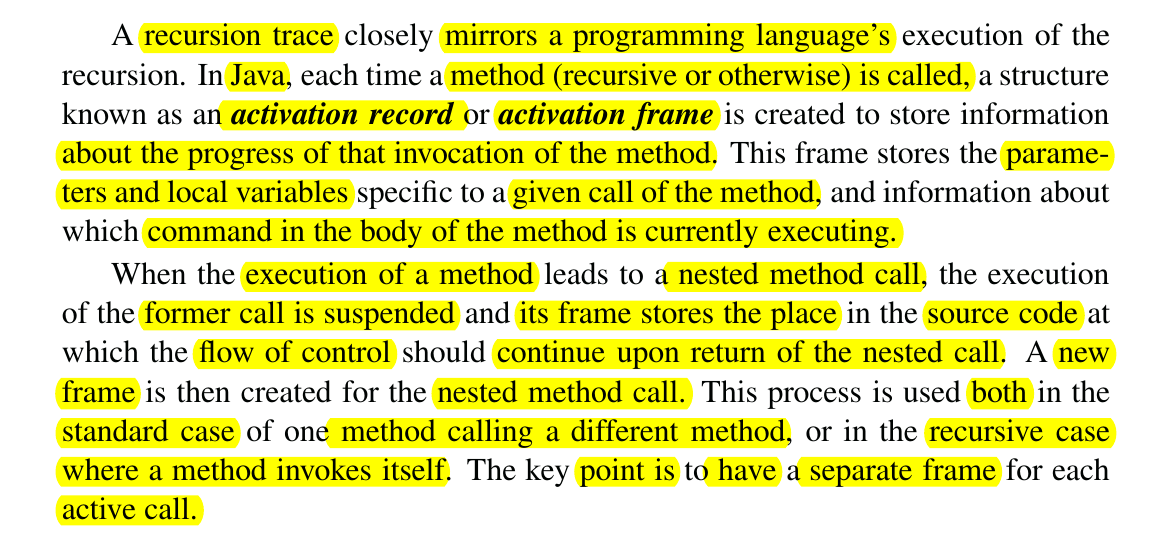 A recursion trace closely mirrors a programming language’s execution of the
recursion. In Java, each time a method (recursive or otherwise) is called, a structure
known as an activation record or activation frame is created to store information
about the progress of that invocation of the method. This frame stores the parame-
ters and local variables specific to a given call of the method, and information about
which command in the body of the method is currently executing.
When the execution of a method leads to a nested method call, the execution
of the former call is suspended and its frame stores the place in the source code at
which the flow of control should continue upon return of the nested call. A new
frame is then created for the nested method call. This process is used both in the
standard case of one method calling a different method, or in the recursive case
where a method invokes itself. The key point is to have a separate frame for each
active call.